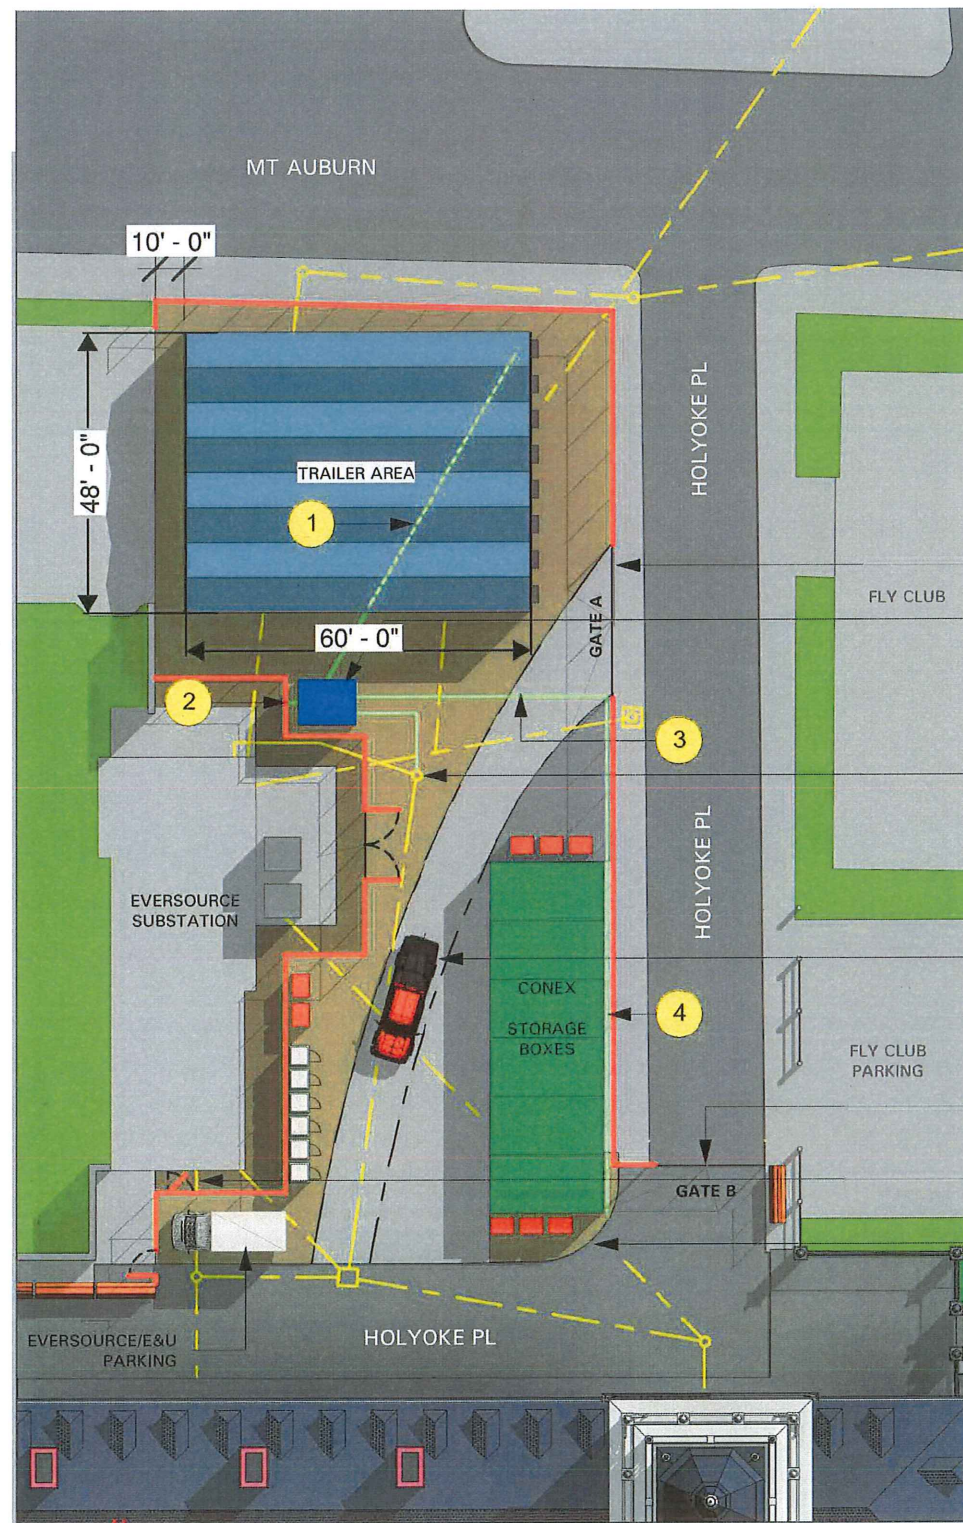 MT AUBURN
10' - 0"
HOLYOKE PL
48' - 0"
TRAILER AREA
1
FLY CLUB
GATE A
60' - 0"
2
3
HOLYOKE PL
EVERSOURCE
SUBSTATION
CONEX
STORAGE
BOXES
4
FLY CLUB
PARKING
GATE B
EVERSOURCE/E&U
PARKING
HOLYOKE PL